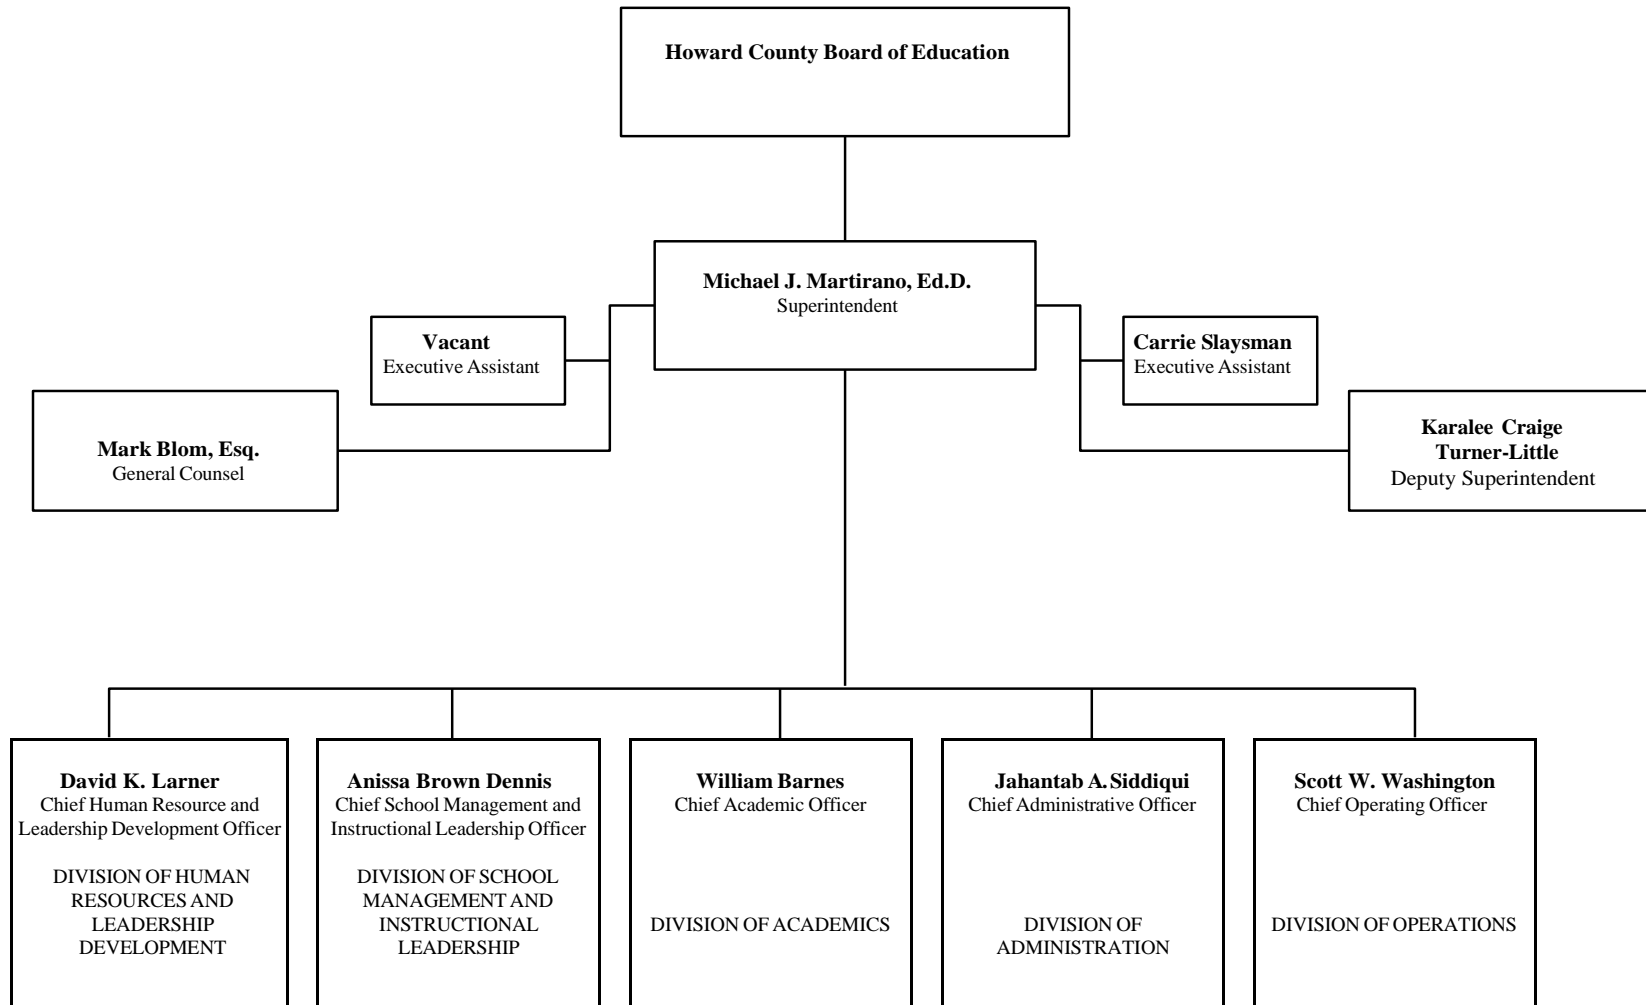 Howard County Board of Education
Michael J. Martirano, Ed.D.
Superintendent
Vacant
Executive Assistant
Carrie Slaysman
Executive Assistant
Mark Blom, Esq.
General Counsel
Karalee Craige
Turner-Little
Deputy Superintendent
David K. Larner
Chief Human Resource and
Leadership Development Officer
DIVISION OF HUMAN
RESOURCES AND
LEADERSHIP
DEVELOPMENT
Anissa Brown Dennis
Chief School Management and
Instructional Leadership Officer
DIVISION OF SCHOOL
MANAGEMENT AND
INSTRUCTIONAL
LEADERSHIP
William Barnes
Chief Academic Officer
DIVISION OF ACADEMICS
Jahantab A. Siddiqui
Chief Administrative Officer
DIVISION OF
ADMINISTRATION
Scott W. Washington
Chief Operating Officer
DIVISION OF OPERATIONS